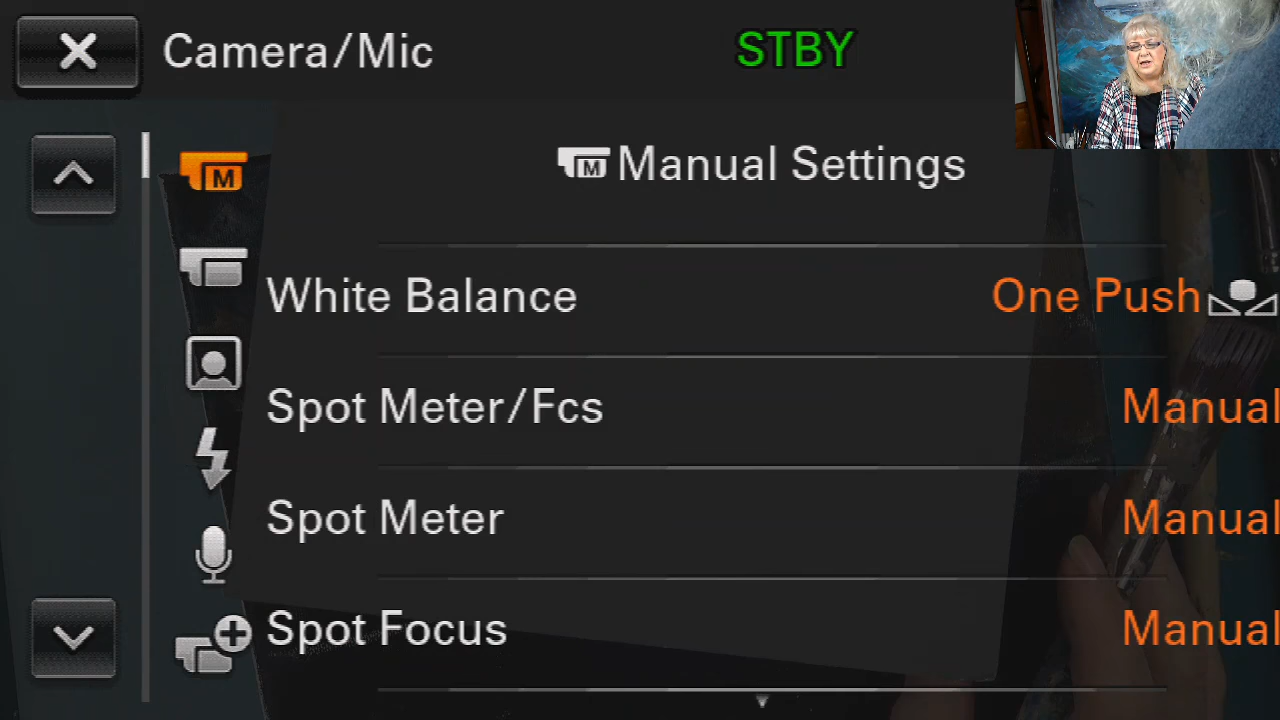 Camera/Mic
STBY
M
M Manual Settings
White Balance
One Push
Spot Meter/Fcs
Manual
Spot Meter
Manual
Spot Focus
Manual